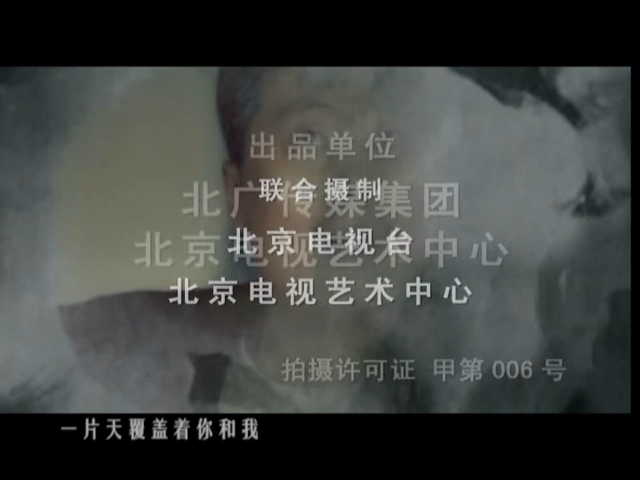 出品单位
联合摄制
北广传媒集团
北京电视台
北京电视艺术中心
北京电视艺术中心
拍摄许可证 甲第 006 号
一片天覆盖着你和我